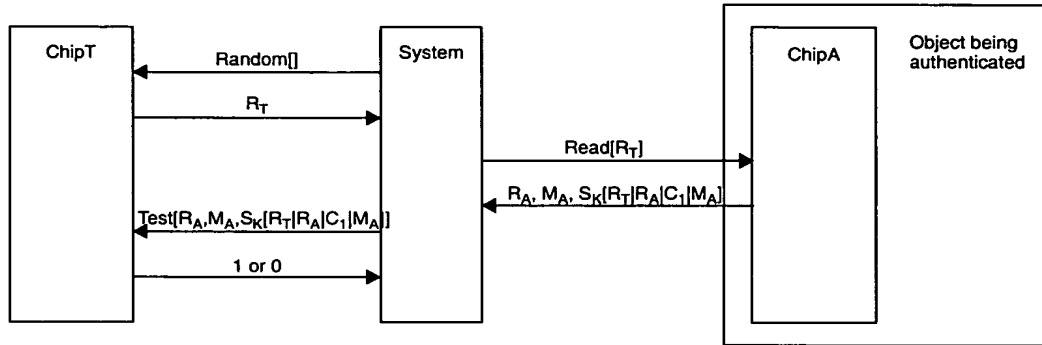 ChipT
System
ChipA
Object being
authenticated
Random[]
R_T
Read[R_T]
R_A, M_A, S_K[R_T|R_A|C_1|M_A]
Test[R_A,M_A,S_K[R_T|R_A|C_1|M_A]]
1 or 0